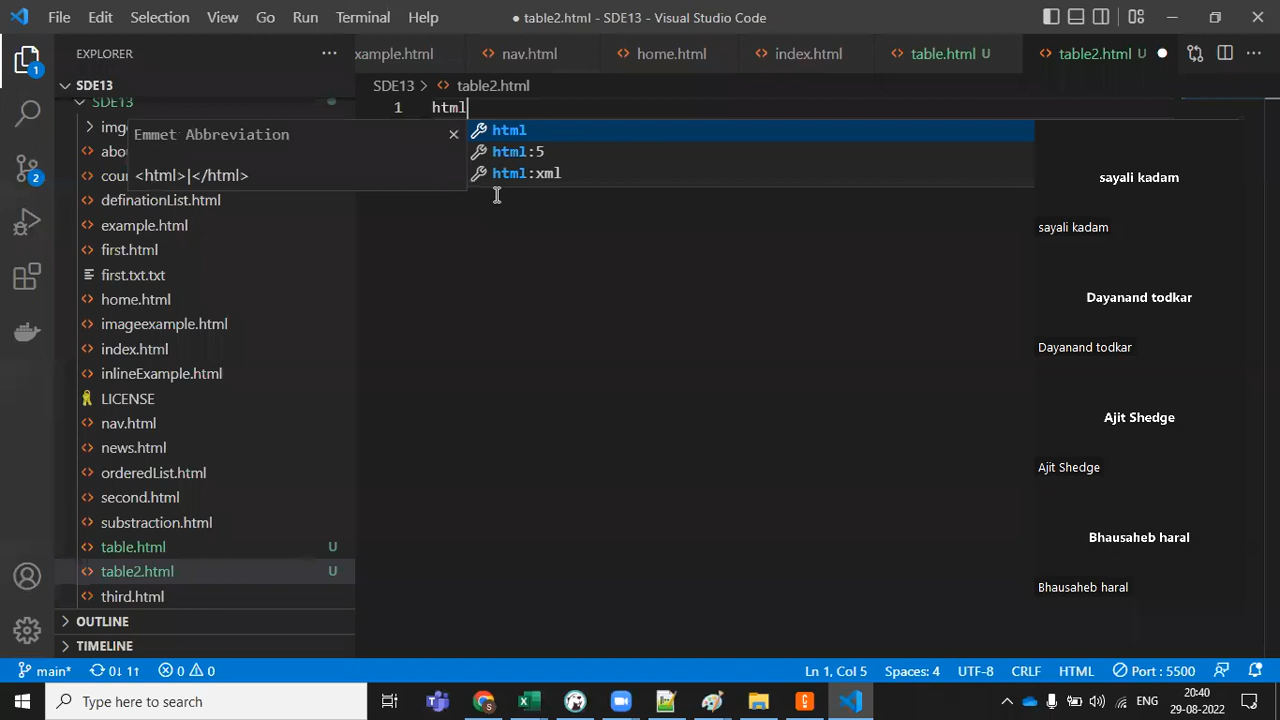 File Edit Selection View Go Run Terminal Help
● table2.html - SDE13 - Visual Studio Code
EXPLORER
example.html nav.html home.html index.html table.html U table2.html U
SDE13
SDE13 > table2.html
SDE13
1 html
Emmet Abbreviation
<html>|</html>
html
html:5
html:xml
definationList.html
example.html
first.html
first.txt.txt
home.html
imageexample.html
index.html
inlineExample.html
LICENSE
nav.html
news.html
orderedList.html
second.html
substraction.html
table.html U
table2.html U
third.html
OUTLINE
TIMELINE
sayali kadam
sayali kadam
Dayanand todkar
Dayanand todkar
Ajit Shedge
Ajit Shedge
Bhausaheb haral
Bhausaheb haral
main* 0↓ 1↑ 0 0
Ln 1, Col 5 Spaces: 4 UTF-8 CRLF HTML Port : 5500
Type here to search
ENG
20:40
29-08-2022